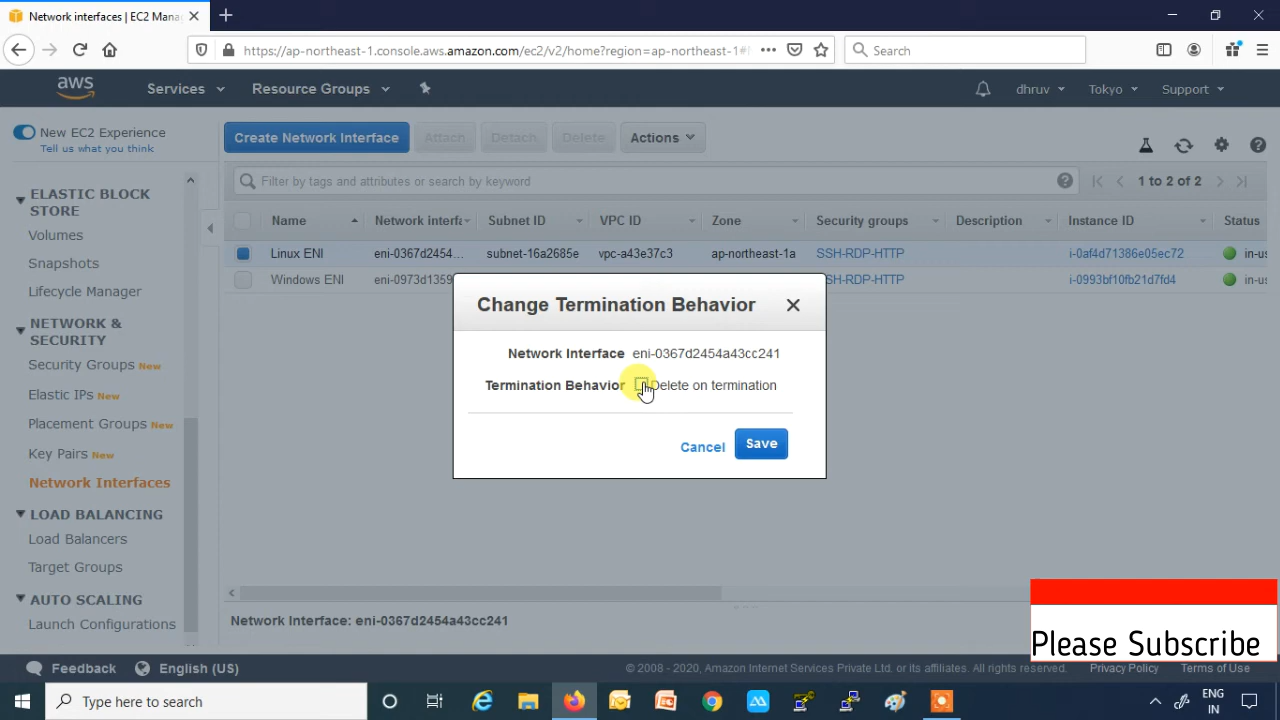 Network interfaces | EC2 Mana
https://ap-northeast-1.console.aws.amazon.com/ec2/v2/home?region=ap-northeast-1#
Search
aws
Services
Resource Groups
dhruv
Tokyo
Support
New EC2 Experience
Tell us what you think
Create Network Interface
Attach
Detach
Delete
Actions
Filter by tags and attributes or search by keyword
1 to 2 of 2
ELASTIC BLOCK
STORE
Volumes
Snapshots
Lifecycle Manager
NETWORK &
SECURITY
Security Groups New
Elastic IPs New
Placement Groups New
Key Pairs New
Network Interfaces
LOAD BALANCING
Load Balancers
Target Groups
AUTO SCALING
Launch Configurations
Name
Network interfa
Subnet ID
VPC ID
Zone
Security groups
Description
Instance ID
Status
Linux ENI
eni-0367d2454...
subnet-16a2685e
vpc-a43e37c3
ap-northeast-1a
SSH-RDP-HTTP
i-0af4d71386e05ec72
in-us
Windows ENI
eni-0973d1359
SH-RDP-HTTP
i-0993bf10fb21d7fd4
in-us
Change Termination Behavior
Network Interface eni-0367d2454a43cc241
Termination Behavior Delete on termination
Cancel
Save
Network Interface: eni-0367d2454a43cc241
Please Subscribe
Feedback
English (US)
© 2008 - 2020, Amazon Internet Services Private Ltd. or its affiliates. All rights reserved.
Privacy Policy
Terms of Use
Type here to search
ENG
IN